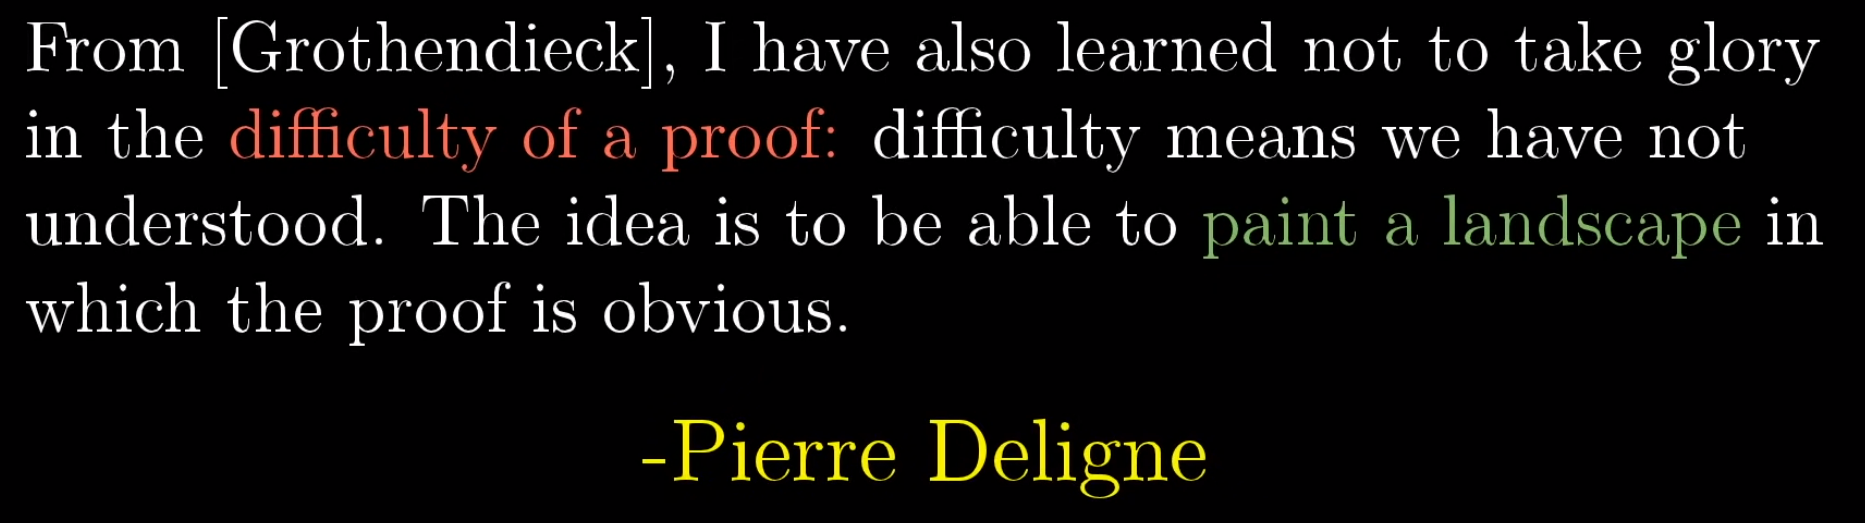 From [Grothendieck], I have also learned not to take glory
in the difficulty of a proof: difficulty means we have not
understood. The idea is to be able to paint a landscape in
which the proof is obvious.
-Pierre Deligne